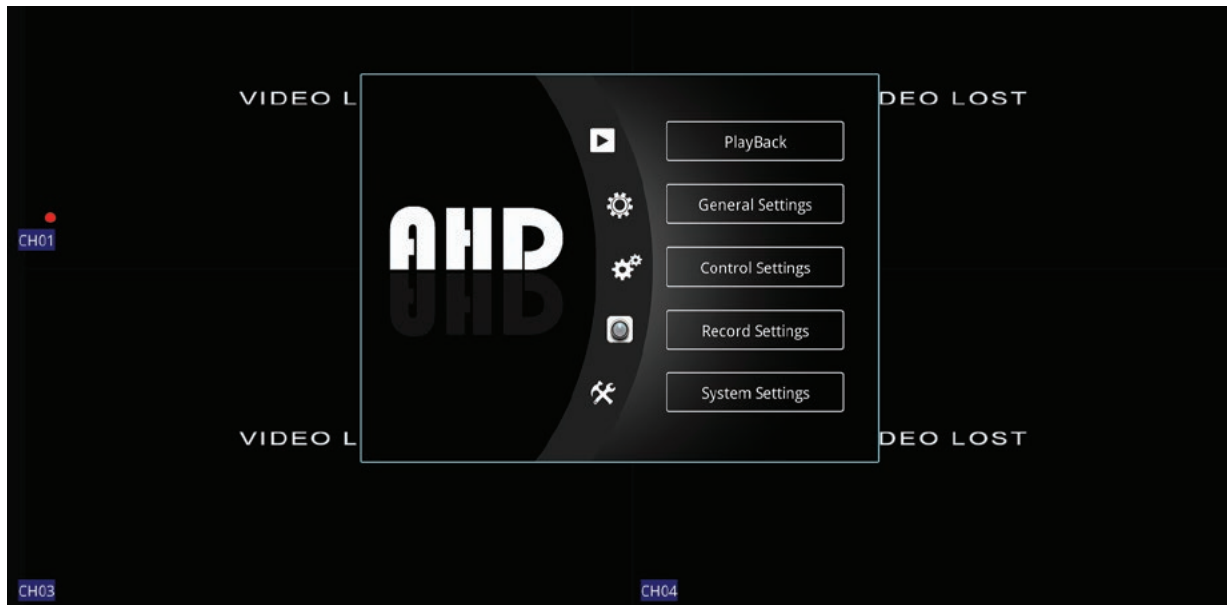 VIDEO L
DEO LOST
PlayBack
General Settings
CH01
AHD
Control Settings
Record Settings
System Settings
VIDEO L
DEO LOST
CH03
CH04